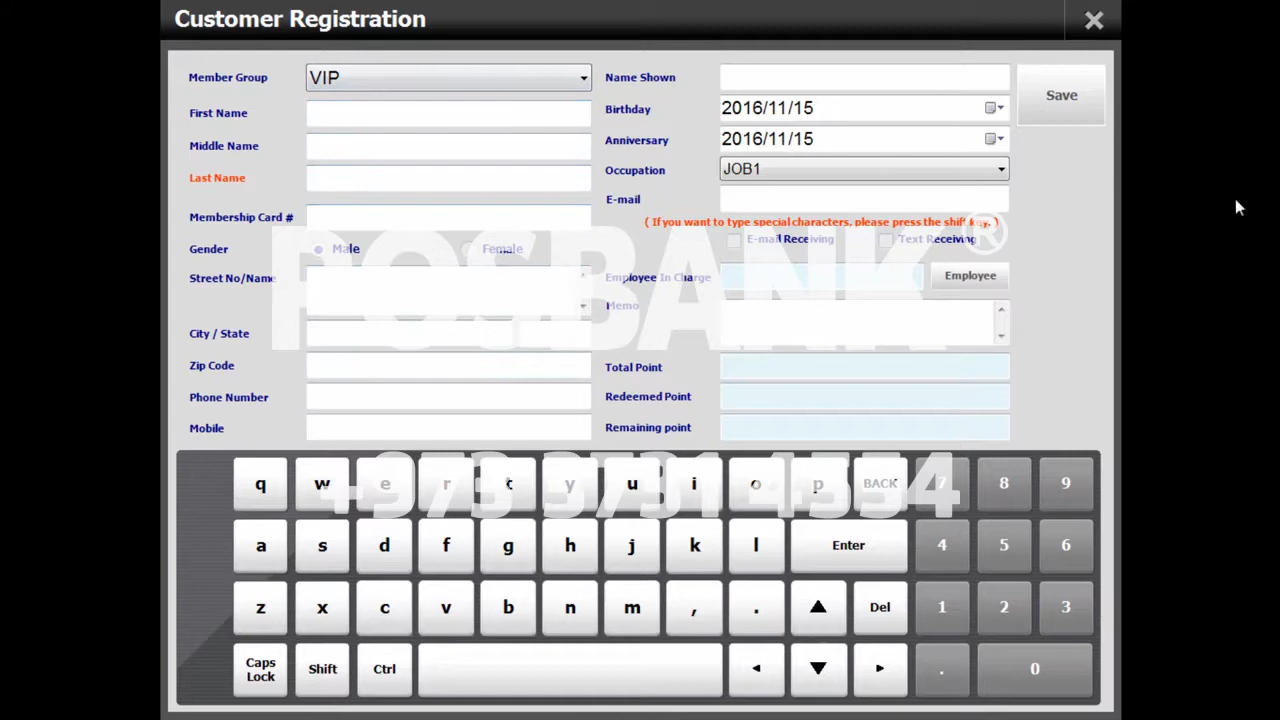 Customer Registration
Member Group VIP
First Name
Middle Name
Last Name
Membership Card #
Gender Male Female
Street No/Name
City / State
Zip Code
Phone Number
Mobile
Name Shown
Birthday 2016/11/15
Anniversary 2016/11/15
Occupation JOB1
E-mail
( If you want to type special characters, please press the shift key. )
E-mail Receiving Text Receiving
Employee In Charge Employee
Memo
Total Point
Redeemed Point
Remaining point
Save
POSBANK®
+973 3731 4554
q w e r t y u i o p BACK 7 8 9
a s d f g h j k l Enter 4 5 6
z x c v b n m , . ▲ Del 1 2 3
Caps Lock Shift Ctrl ◄ ▼ ► . 0